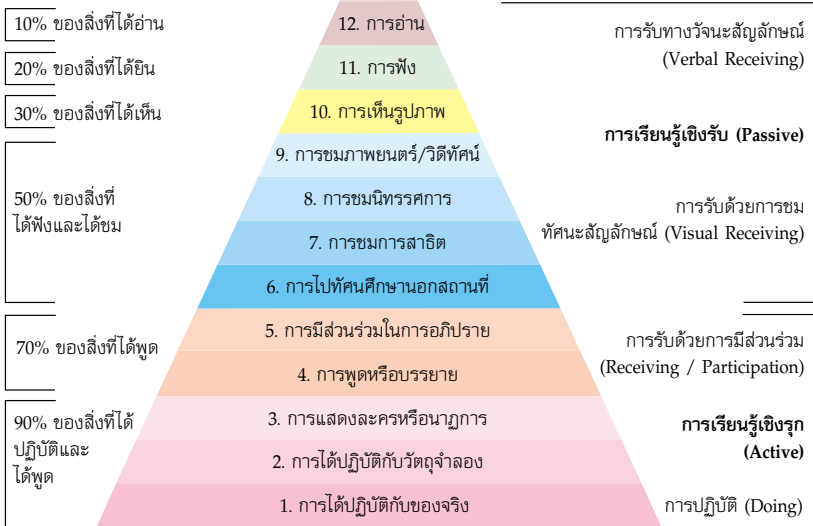 10% ของสิ่งที่ได้อ่าน
20% ของสิ่งที่ได้ยิน
30% ของสิ่งที่ได้เห็น
50% ของสิ่งที่
ได้ฟังและได้ชม
70% ของสิ่งที่ได้พูด
90% ของสิ่งที่ได้
ปฏิบัติและ
ได้พูด
12. การอ่าน
11. การฟัง
10. การเห็นรูปภาพ
9. การชมภาพยนตร์/วิดีทัศน์
8. การชมนิทรรศการ
7. การชมการสาธิต
6. การไปทัศนศึกษานอกสถานที่
5. การมีส่วนร่วมในการอภิปราย
4. การพูดหรือบรรยาย
3. การแสดงละครหรือนาฏการ
2. การได้ปฏิบัติกับวัตถุจำลอง
1. การได้ปฏิบัติกับของจริง
การรับทางวัจนะสัญลักษณ์
(Verbal Receiving)
การเรียนรู้เชิงรับ (Passive)
การรับด้วยการชม
ทัศนะสัญลักษณ์ (Visual Receiving)
การรับด้วยการมีส่วนร่วม
(Receiving / Participation)
การเรียนรู้เชิงรุก
(Active)
การปฏิบัติ (Doing)